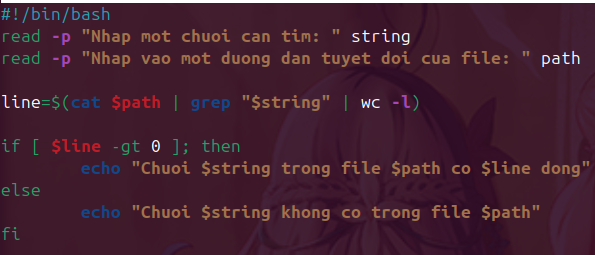 #!/bin/bash
read -p "Nhap mot chuoi can tim: " string
read -p "Nhap vao mot duong dan tuyet doi cua file: " path

line=$(cat $path | grep "$string" | wc -l)

if [ $line -gt 0 ]; then
        echo "Chuoi $string trong file $path co $line dong"
else
        echo "Chuoi $string khong co trong file $path"
fi